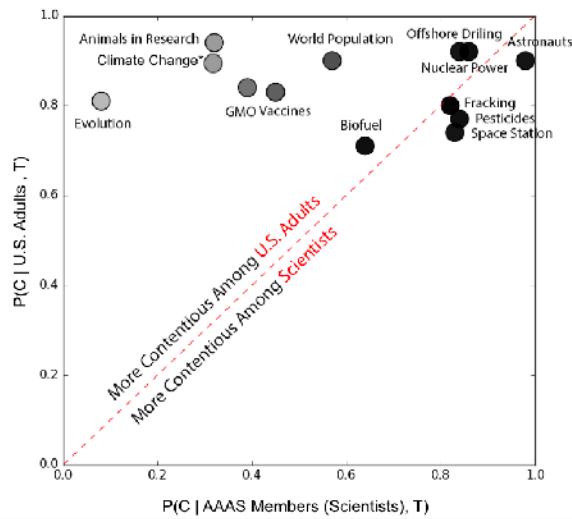 P(C | U.S. Adults , T)
1.0
0.8
0.6
0.4
0.2
0.0
Animals in Research
Climate Change*
Evolution
GMO
Vaccines
World Population
Biofuel
Offshore Driling
Nuclear Power
Astronauts
Fracking
Pesticides
Space Station
More Contentious Among U.S. Adults
More Contentious Among Scientists
0.0 0.2 0.4 0.6 0.8 1.0
P(C | AAAS Members (Scientists), T)